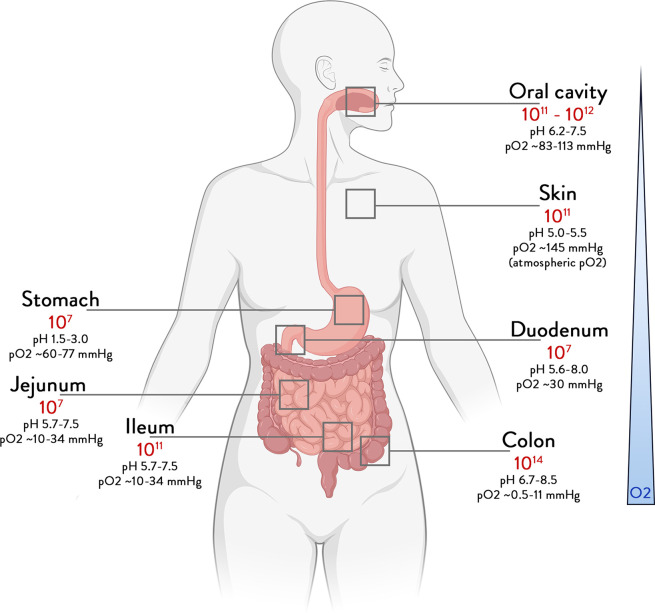 Oral cavity
10¹¹ - 10¹²
pH 6.2-7.5
pO2 ~83-113 mmHg
Skin
10¹¹
pH 5.0-5.5
pO2 ~145 mmHg
(atmospheric pO2)
Stomach
10⁷
pH 1.5-3.0
pO2 ~60-77 mmHg
Duodenum
10⁷
pH 5.6-8.0
pO2 ~30 mmHg
Jejunum
10⁷
pH 5.7-7.5
pO2 ~10-34 mmHg
Ileum
10¹¹
pH 5.7-7.5
pO2 ~10-34 mmHg
Colon
10¹⁴
pH 6.7-8.5
pO2 ~0.5-11 mmHg
O2